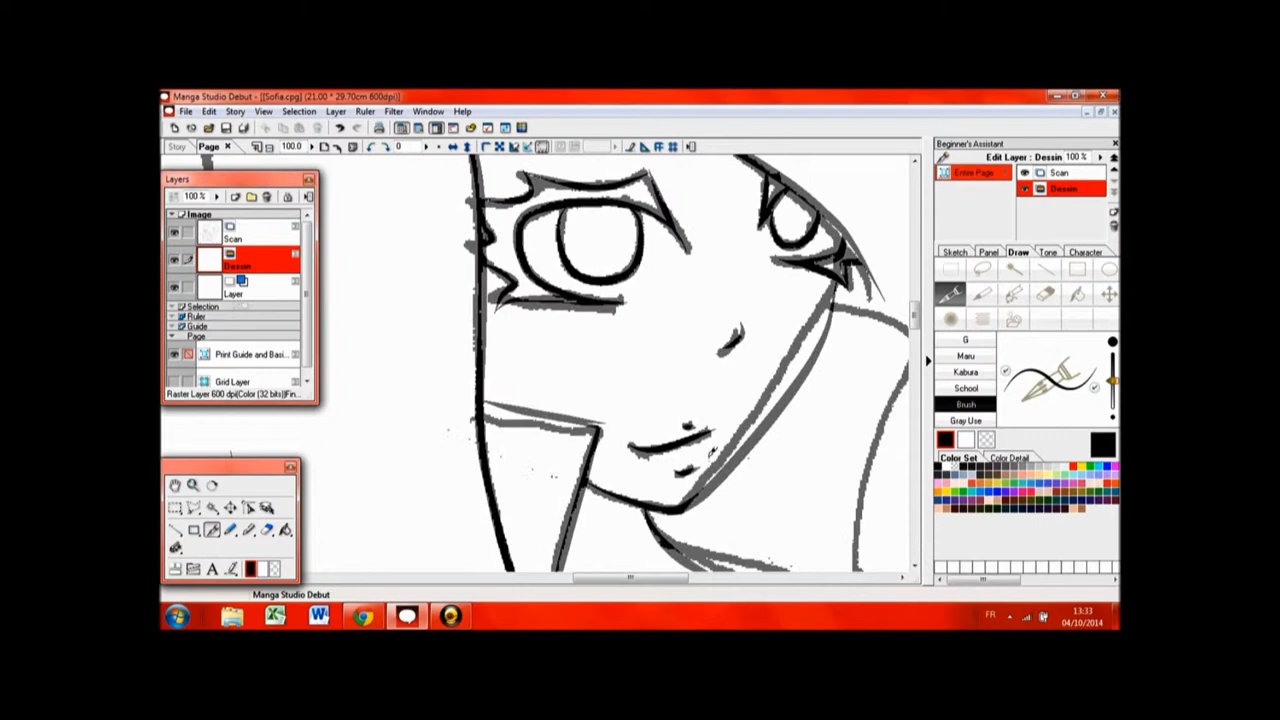 Manga Studio Debut - [[Sofia.cpg] (21.00 * 29.70cm 600dpi)]
File Edit Story View Selection Layer Ruler Filter Window Help
Story Page 100.0 0
Layers
100 %
Image
Scan
Dessin
Layer
Selection
Ruler
Guide
Page
Print Guide and Basi...
Grid Layer
Raster Layer 600 dpi(Color (32 bits)(Fin...
A
Beginner's Assistant
Edit Layer : Dessin 100 %
Entire Page
Scan
Dessin
Sketch Panel Draw Tone Character
G
Maru
Kabura
School
Brush
Gray Use
Color Set Color Detail
Manga Studio Debut
FR
13:33
04/10/2014